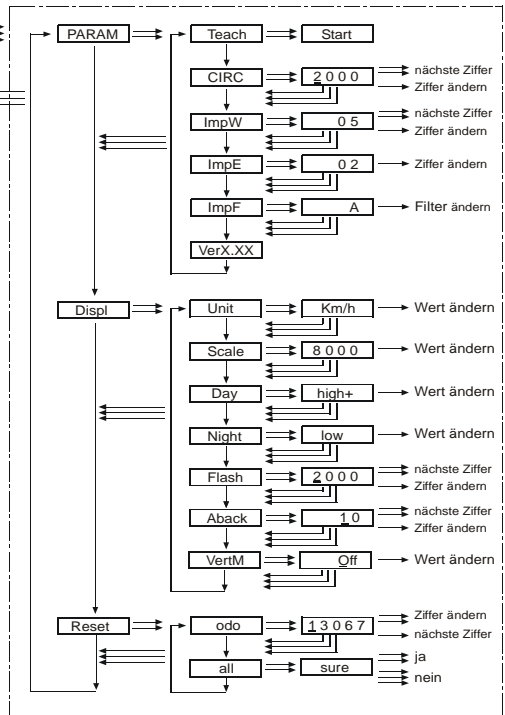 PARAM Teach Start
CIRC 2000 nächste Ziffer
Ziffer ändern
ImpW 05 nächste Ziffer
Ziffer ändern
ImpE 02 Ziffer ändern
ImpF A Filter ändern
VerX.XX
Displ Unit Km/h Wert ändern
Scale 8000 Wert ändern
Day high+ Wert ändern
Night low Wert ändern
Flash 2000 nächste Ziffer
Ziffer ändern
Aback 10 nächste Ziffer
Ziffer ändern
VertM Off Wert ändern
Reset odo 13067 Ziffer ändern
nächste Ziffer
all sure ja
nein